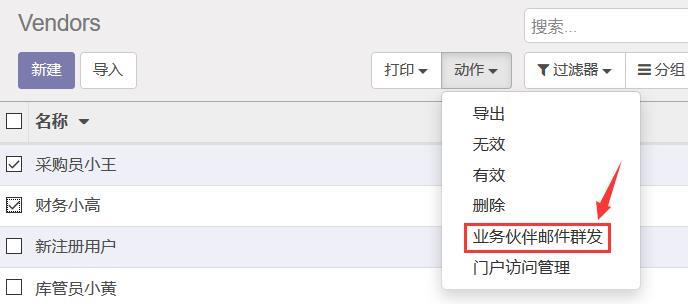 Vendors
搜索...
新建 导入 打印 动作 过滤器 分组
名称
导出
无效
采购员小王
有效
财务小高
删除
业务伙伴邮件群发
新注册用户
门户访问管理
库管员小黄